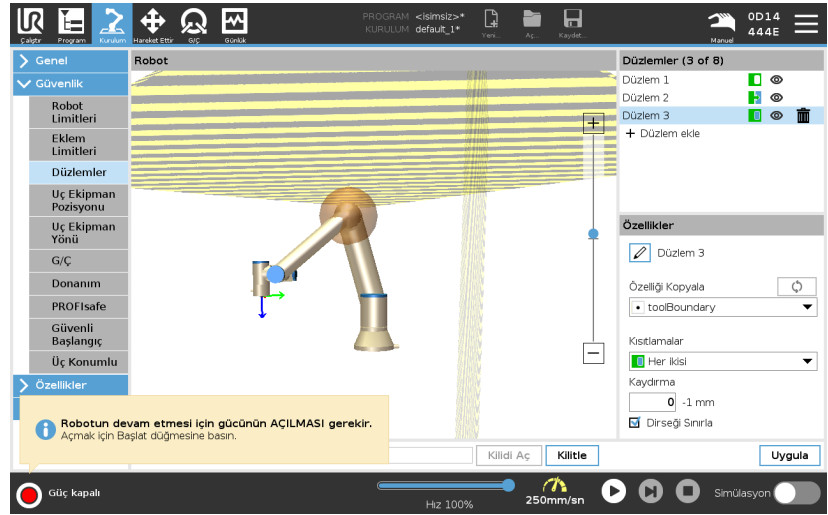 UR
PROGRAM <isimsiz>*
KURULUM default_1*
0D14
444E
Çalıştır
Program
Kurulum
Hareket Ettir
G/Ç
Günlük
Yeni...
Aç...
Kaydet...
Manuel
Genel
Güvenlik
Robot
Limitleri
Eklem
Limitleri
Düzlemler
Uç Ekipman
Pozisyonu
Uç Ekipman
Yönü
G/Ç
Donanım
PROFIsafe
Güvenli
Başlangıç
Üç Konumlu
Özellikler
Robot
Düzlemler (3 of 8)
Düzlem 1
Düzlem 2
Düzlem 3
+ Düzlem ekle
Özellikler
Düzlem 3
Özelliği Kopyala
toolBoundary
Kısıtlamalar
Her ikisi
Kaydırma
0 -1 mm
Dirseği Sınırla
Robotun devam etmesi için gücünün AÇILMASI gerekir.
Açmak için Başlat düğmesine basın.
Kilidi Aç
Kilitle
Uygula
Güç kapalı
Hız 100%
250mm/sn
Simülasyon